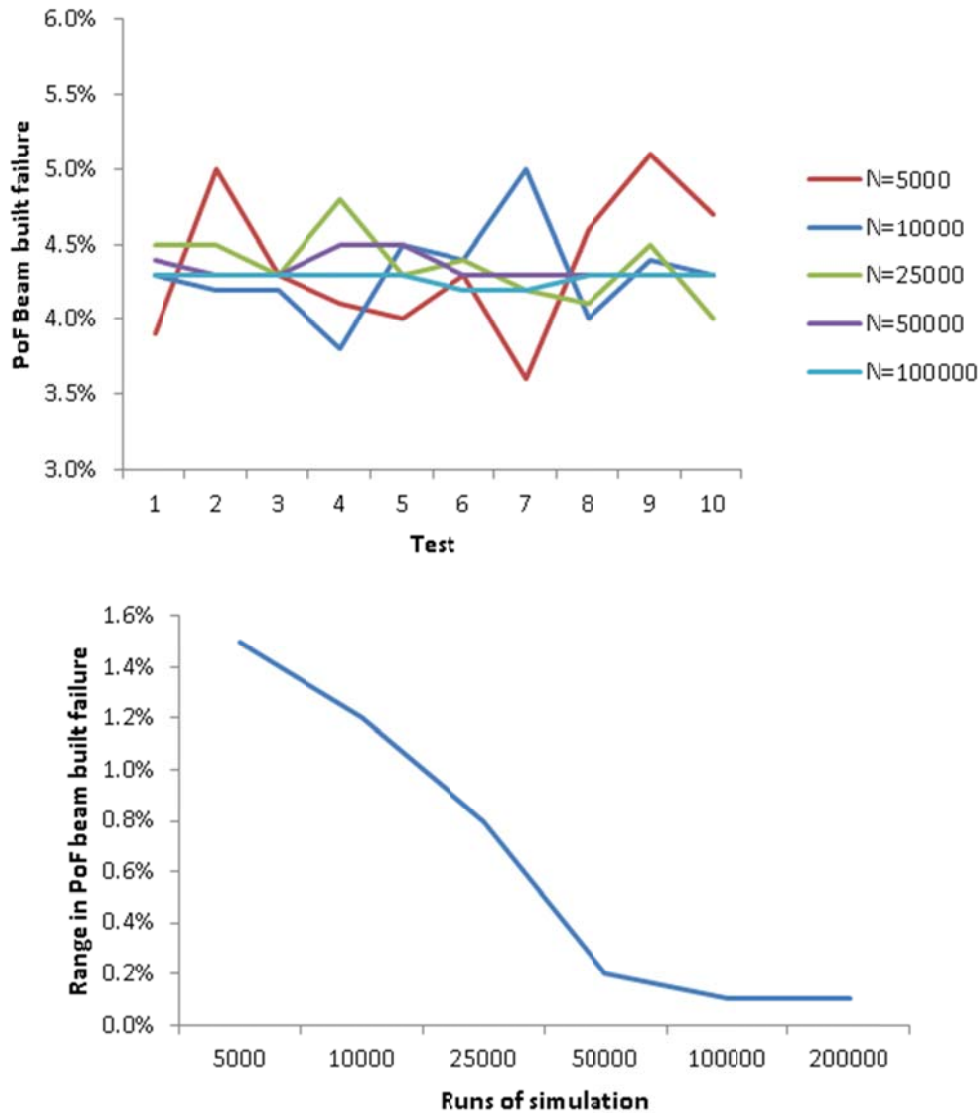 6.0%
5.5%
5.0%
4.5%
4.0%
3.5%
3.0%
PoF Beam built failure
1 2 3 4 5 6 7 8 9 10
Test
N=5000
N=10000
N=25000
N=50000
N=100000
1.6%
1.4%
1.2%
1.0%
0.8%
0.6%
0.4%
0.2%
0.0%
Range in PoF beam built failure
5000 10000 25000 50000 100000 200000
Runs of simulation